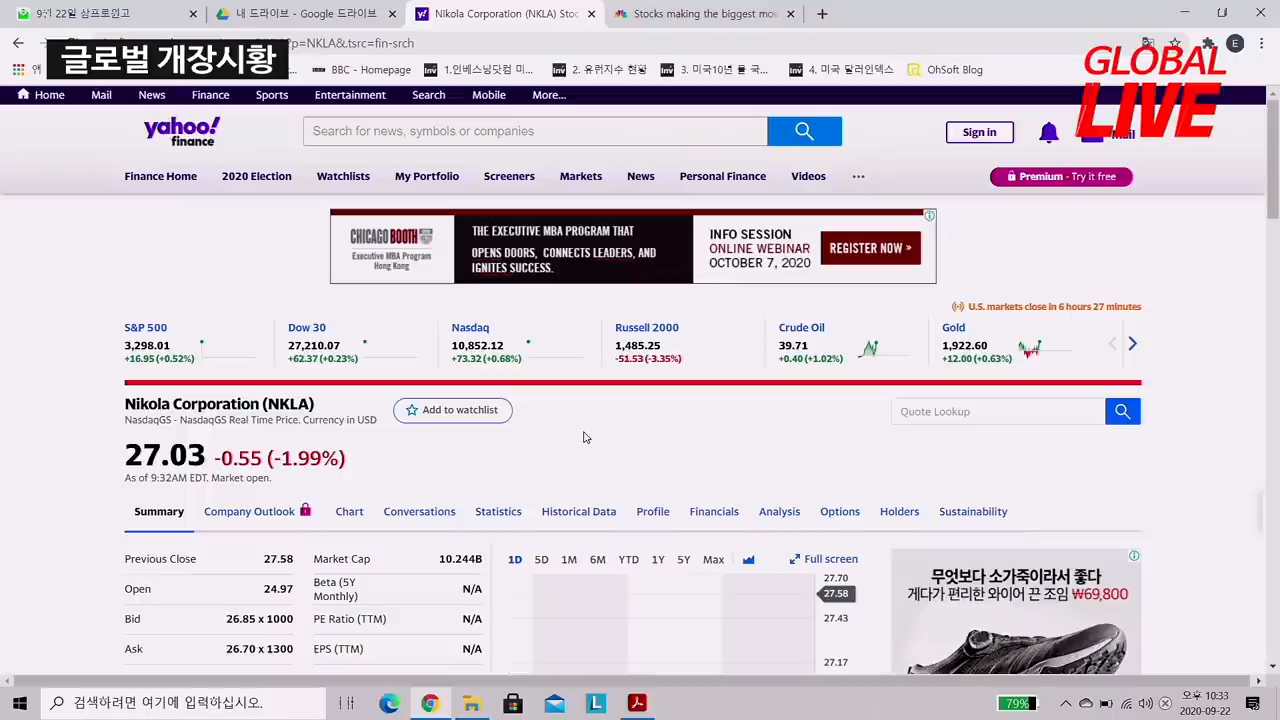 내 드라이브 - Google 드라이브
Nikola Corporation (NKLA) Stoc
Stocks making the biggest mov
글로벌 개장시황
?p=NKLA&tsrc=fin-srch
E
GLOBAL
LIVE
BBC - Homepage
1.인베스팅닷컴 미...
2. 유럽지수 현황
3. 미국10년 률 국...
4. 미국 달러인덱스
OhSoft Blog
Home Mail News Finance Sports Entertainment Search Mobile More...
yahoo!
finance
Search for news, symbols or companies
Sign in
Mail
Finance Home 2020 Election Watchlists My Portfolio Screeners Markets News Personal Finance Videos ...
Premium - Try it free
CHICAGO BOOTH
Executive MBA Program
Hong Kong
THE EXECUTIVE MBA PROGRAM THAT
OPENS DOORS, CONNECTS LEADERS, AND
IGNITES SUCCESS.
INFO SESSION
ONLINE WEBINAR
OCTOBER 7, 2020
REGISTER NOW »
U.S. markets close in 6 hours 27 minutes
S&P 500
3,298.01
+16.95 (+0.52%)
Dow 30
27,210.07
+62.37 (+0.23%)
Nasdaq
10,852.12
+73.32 (+0.68%)
Russell 2000
1,485.25
-51.53 (-3.35%)
Crude Oil
39.71
+0.40 (+1.02%)
Gold
1,922.60
+12.00 (+0.63%)
Nikola Corporation (NKLA)
NasdaqGS - NasdaqGS Real Time Price. Currency in USD
Add to watchlist
Quote Lookup
27.03 -0.55 (-1.99%)
As of 9:32AM EDT. Market open.
Summary Company Outlook Chart Conversations Statistics Historical Data Profile Financials Analysis Options Holders Sustainability
Previous Close 27.58
Open 24.97
Bid 26.85 x 1000
Ask 26.70 x 1300
Market Cap 10.244B
Beta (5Y
Monthly) N/A
PE Ratio (TTM) N/A
EPS (TTM) N/A
1D 5D 1M 6M YTD 1Y 5Y Max
Full screen
27.70
27.58
27.43
27.17
무엇보다 소가죽이라서 좋다
게다가 편리한 와이어 끈 조임 ₩69,800
검색하려면 여기에 입력하십시오.
79%
오후 10:33
2020-09-22